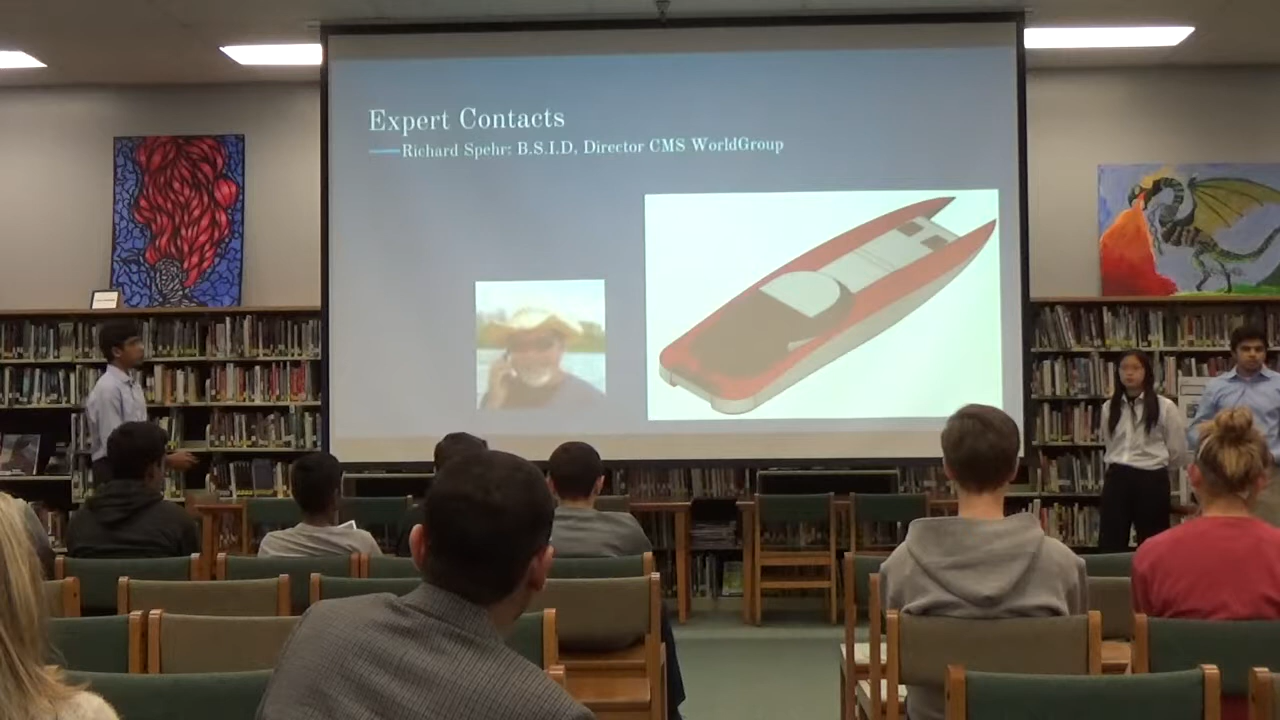 Expert Contacts
Richard Spehr: B.S.I.D, Director CMS WorldGroup